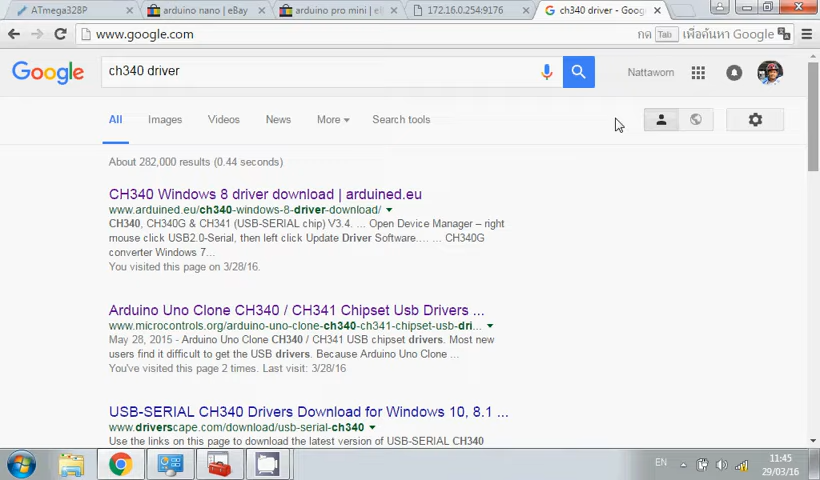 ATmega328P
arduino nano | eBay
arduino pro mini | e
172.16.0.254:9176
ch340 driver - Goog
www.google.com
กด Tab เพื่อค้นหา Google
Google
ch340 driver
Nattaworn
All
Images
Videos
News
More
Search tools
About 282,000 results (0.44 seconds)
CH340 Windows 8 driver download | arduined.eu
www.arduined.eu/ch340-windows-8-driver-download/
CH340, CH340G & CH341 (USB-SERIAL chip) V3.4. ... Open Device Manager – right
mouse click USB2.0-Serial, then left click Update Driver Software.... ... CH340G
converter Windows 7...
You visited this page on 3/28/16.
Arduino Uno Clone CH340 / CH341 Chipset Usb Drivers ...
www.microcontrols.org/arduino-uno-clone-ch340-ch341-chipset-usb-dri...
May 28, 2015 - Arduino Uno Clone CH340 / CH341 USB chipset drivers. Most new
users find it difficult to get the USB drivers. Because Arduino Uno Clone ...
You've visited this page 2 times. Last visit: 3/28/16
USB-SERIAL CH340 Drivers Download for Windows 10, 8.1 ...
www.driverscape.com/download/usb-serial-ch340
Use the links on this page to download the latest version of USB-SERIAL CH340
EN
11:45
29/03/16